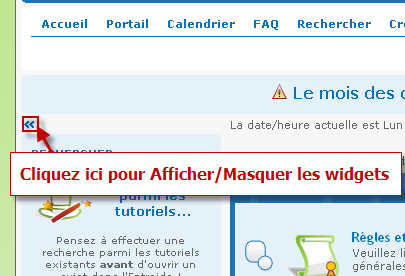 Accueil Portail Calendrier FAQ Rechercher
Le mois des
«
La date/heure actuelle est Lun
Cliquez ici pour Afficher/Masquer les widgets
parmi les
tutoriels...
Pensez à effectuer une
recherche parmi les tutoriels
existants avant d'ouvrir un
Règles et
Veuillez
générales